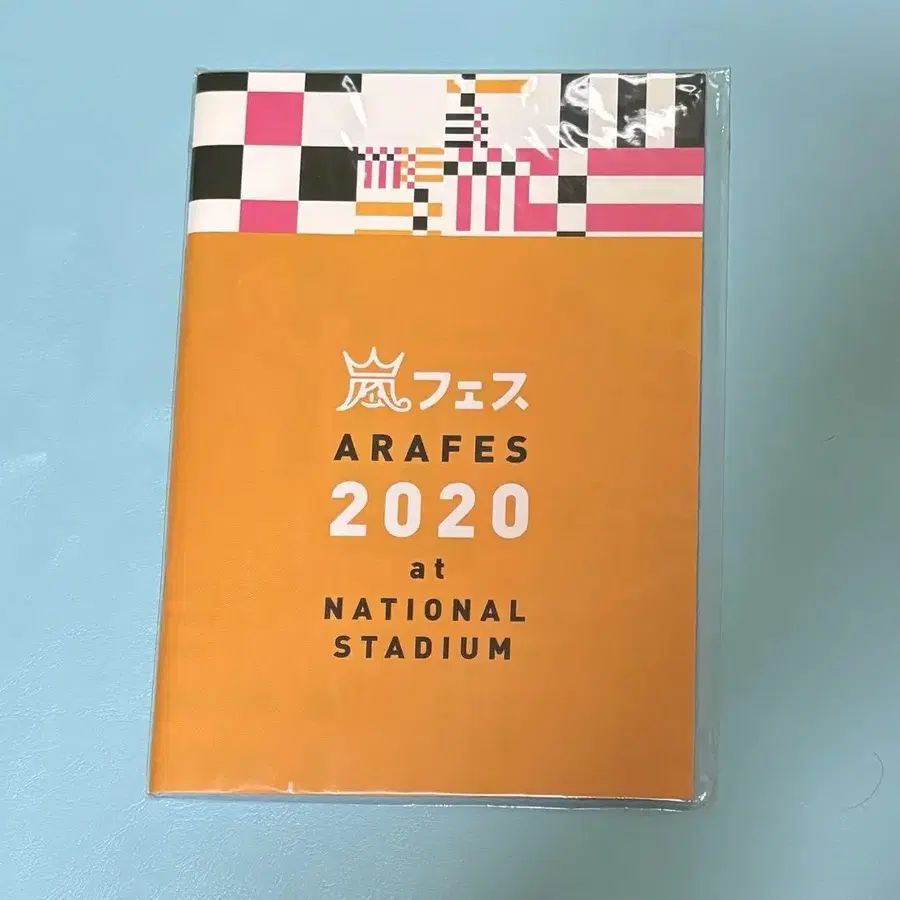 嵐フェス
ARAFES
2020
at
NATIONAL
STADIUM